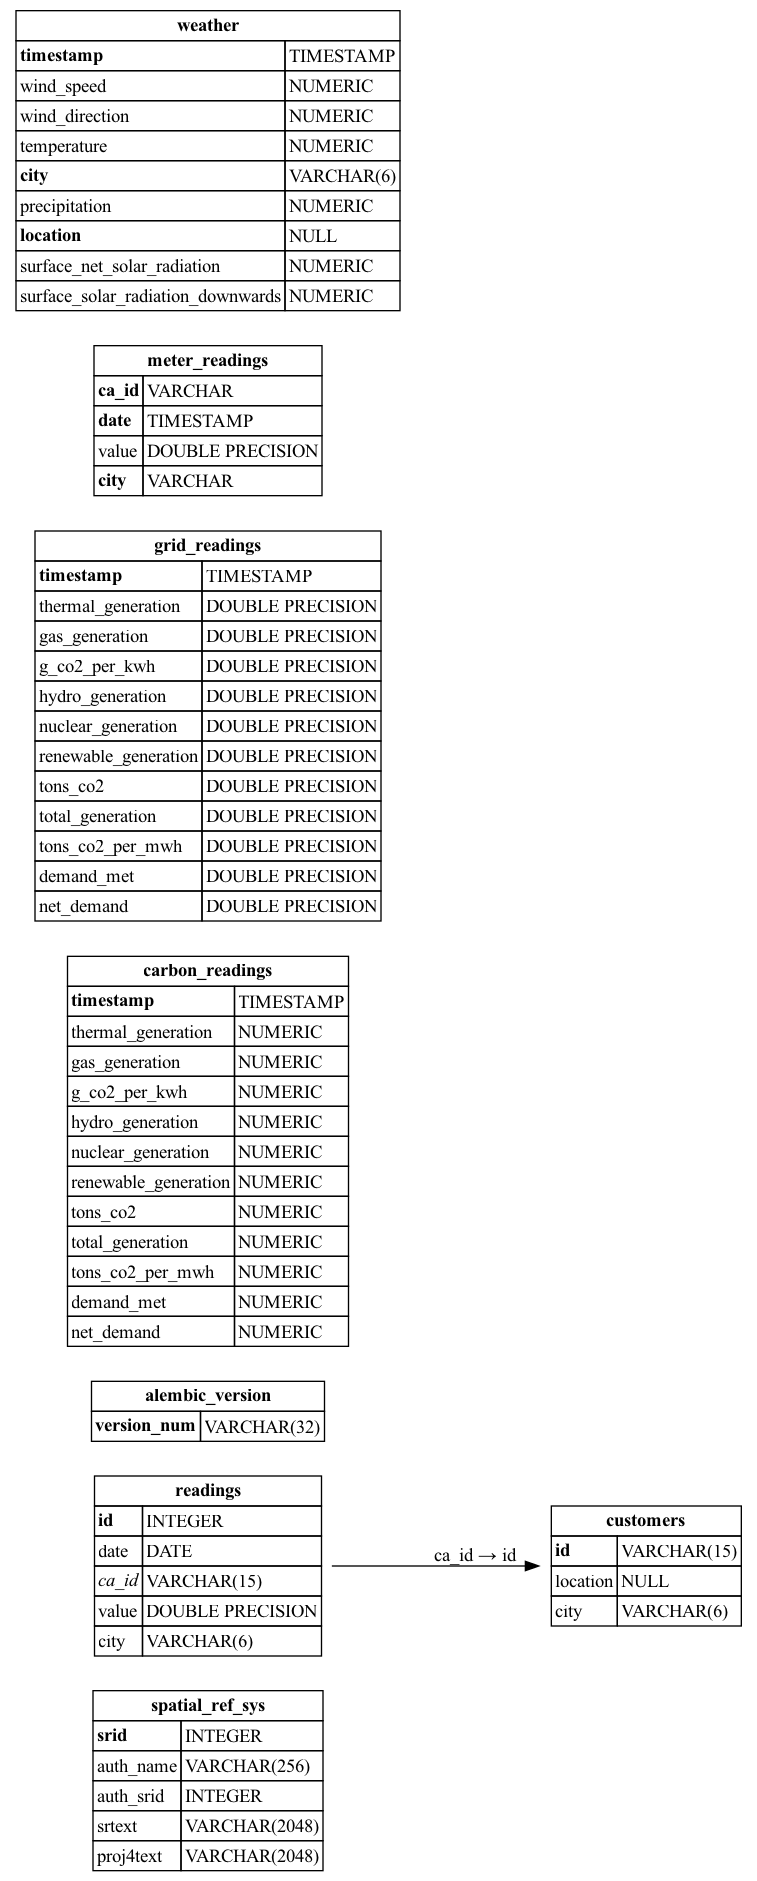 weather
timestamp TIMESTAMP
wind_speed NUMERIC
wind_direction NUMERIC
temperature NUMERIC
city VARCHAR(6)
precipitation NUMERIC
location NULL
surface_net_solar_radiation NUMERIC
surface_solar_radiation_downwards NUMERIC
meter_readings
ca_id VARCHAR
date TIMESTAMP
value DOUBLE PRECISION
city VARCHAR
grid_readings
timestamp TIMESTAMP
thermal_generation DOUBLE PRECISION
gas_generation DOUBLE PRECISION
g_co2_per_kwh DOUBLE PRECISION
hydro_generation DOUBLE PRECISION
nuclear_generation DOUBLE PRECISION
renewable_generation DOUBLE PRECISION
tons_co2 DOUBLE PRECISION
total_generation DOUBLE PRECISION
tons_co2_per_mwh DOUBLE PRECISION
demand_met DOUBLE PRECISION
net_demand DOUBLE PRECISION
carbon_readings
timestamp TIMESTAMP
thermal_generation NUMERIC
gas_generation NUMERIC
g_co2_per_kwh NUMERIC
hydro_generation NUMERIC
nuclear_generation NUMERIC
renewable_generation NUMERIC
tons_co2 NUMERIC
total_generation NUMERIC
tons_co2_per_mwh NUMERIC
demand_met NUMERIC
net_demand NUMERIC
alembic_version
version_num VARCHAR(32)
readings
id INTEGER
date DATE
ca_id VARCHAR(15)
value DOUBLE PRECISION
city VARCHAR(6)
ca_id → id
customers
id VARCHAR(15)
location NULL
city VARCHAR(6)
spatial_ref_sys
srid INTEGER
auth_name VARCHAR(256)
auth_srid INTEGER
srtext VARCHAR(2048)
proj4text VARCHAR(2048)